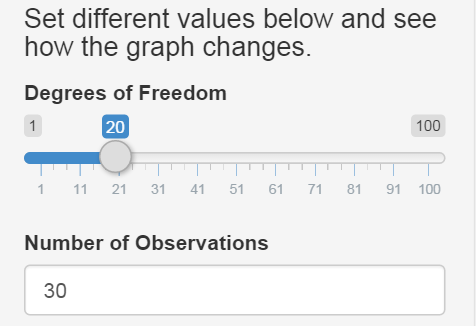 Set different values below and see
how the graph changes.
Degrees of Freedom
1 20 100
1 11 21 31 41 51 61 71 81 91 100
Number of Observations
30